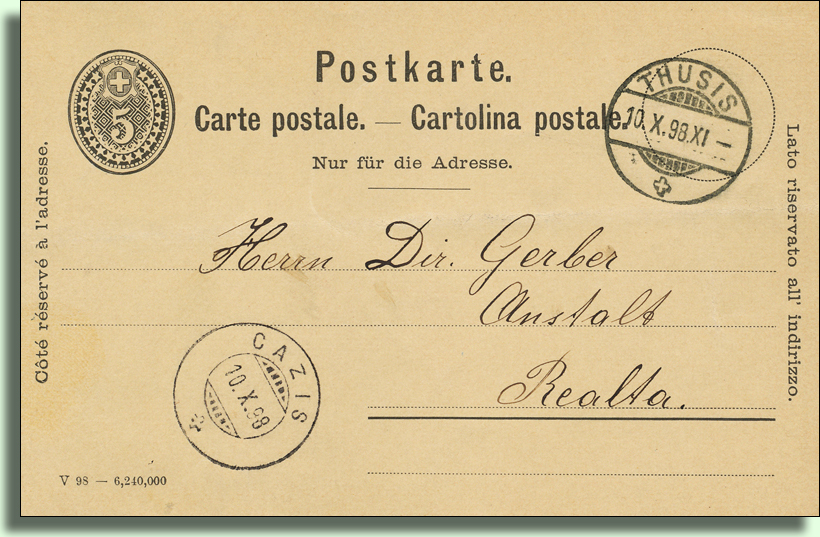 Postkarte.
Carte postale. — Cartolina postale.
Nur für die Adresse.
5
THUSIS
10.X.98.XI —
Côté réservé à l'adresse.
Lato riservato all' indirizzo.
Herrn Dir. Gerber
Anstalt
Realta.
CAZIS
10.X.98
V 98 — 6,240,000